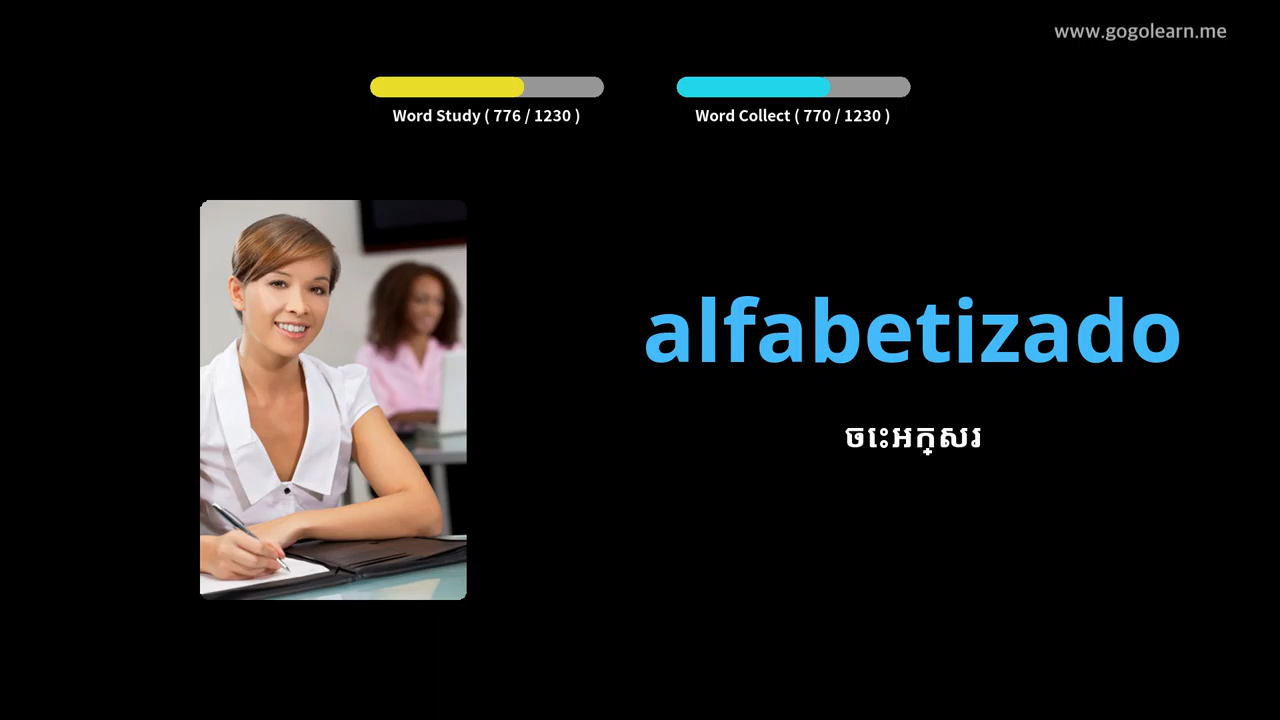 www.gogolearn.me
Word Study ( 776 / 1230 )
Word Collect ( 770 / 1230 )
alfabetizado
ចេះអក្សរ